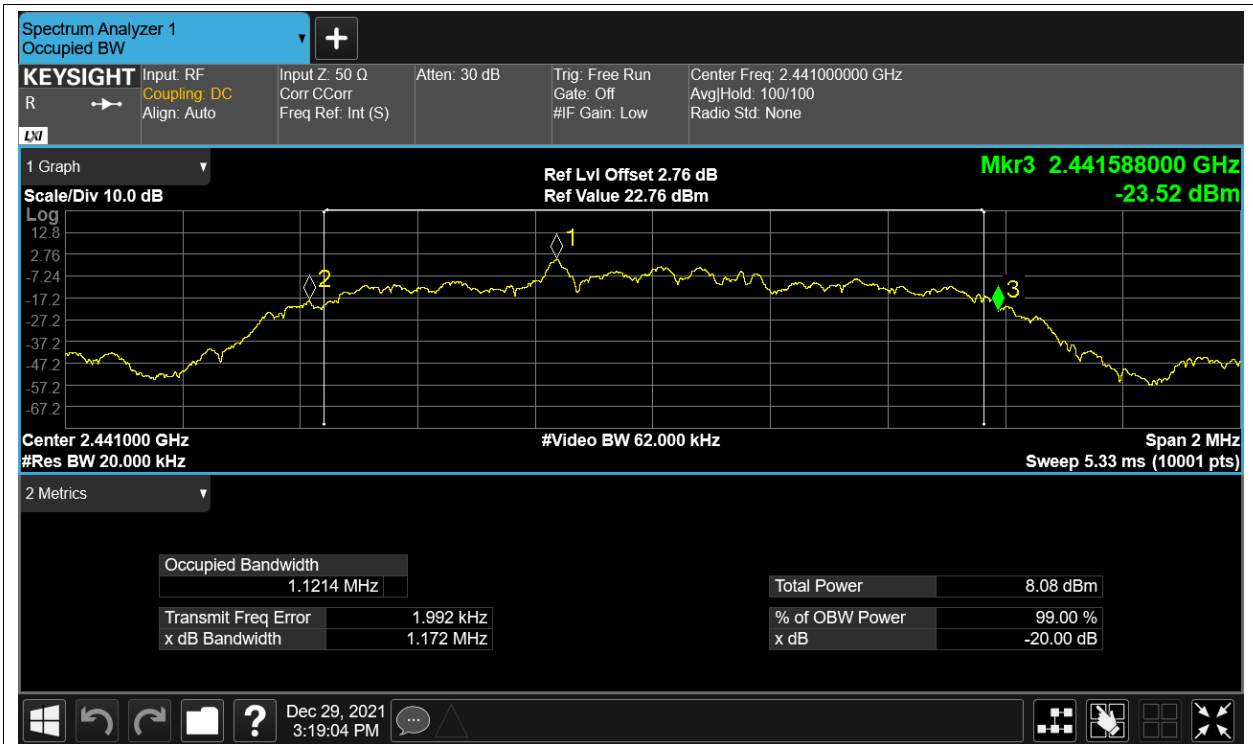 Spectrum Analyzer 1
Occupied BW
KEYSIGHT
R
LXI
Input: RF
Coupling: DC
Align: Auto
Input Z: 50 Ω
Corr CCorr
Freq Ref: Int (S)
Atten: 30 dB
Trig: Free Run
Gate: Off
#IF Gain: Low
Center Freq: 2.441000000 GHz
Avg|Hold: 100/100
Radio Std: None
1 Graph
Scale/Div 10.0 dB
Ref Lvl Offset 2.76 dB
Ref Value 22.76 dBm
Mkr3 2.441588000 GHz
-23.52 dBm
Log
12.8
2.76
-7.24
-17.2
-27.2
-37.2
-47.2
-57.2
-67.2
1
2
3
Center 2.441000 GHz
#Video BW 62.000 kHz
Span 2 MHz
#Res BW 20.000 kHz
Sweep 5.33 ms (10001 pts)
2 Metrics
Occupied Bandwidth
1.1214 MHz
Transmit Freq Error 1.992 kHz
x dB Bandwidth 1.172 MHz
Total Power 8.08 dBm
% of OBW Power 99.00 %
x dB -20.00 dB
?
Dec 29, 2021
3:19:04 PM